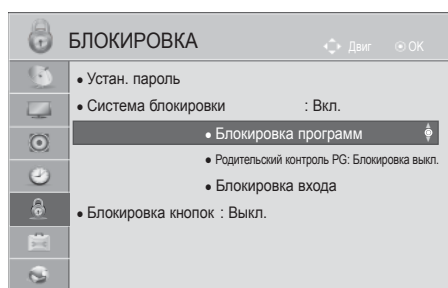 БЛОКИРОВКА
Двиг ОК
• Устан. пароль
• Система блокировки : Вкл.
• Блокировка программ
• Родительский контроль PG: Блокировка выкл.
• Блокировка входа
• Блокировка кнопок : Выкл.